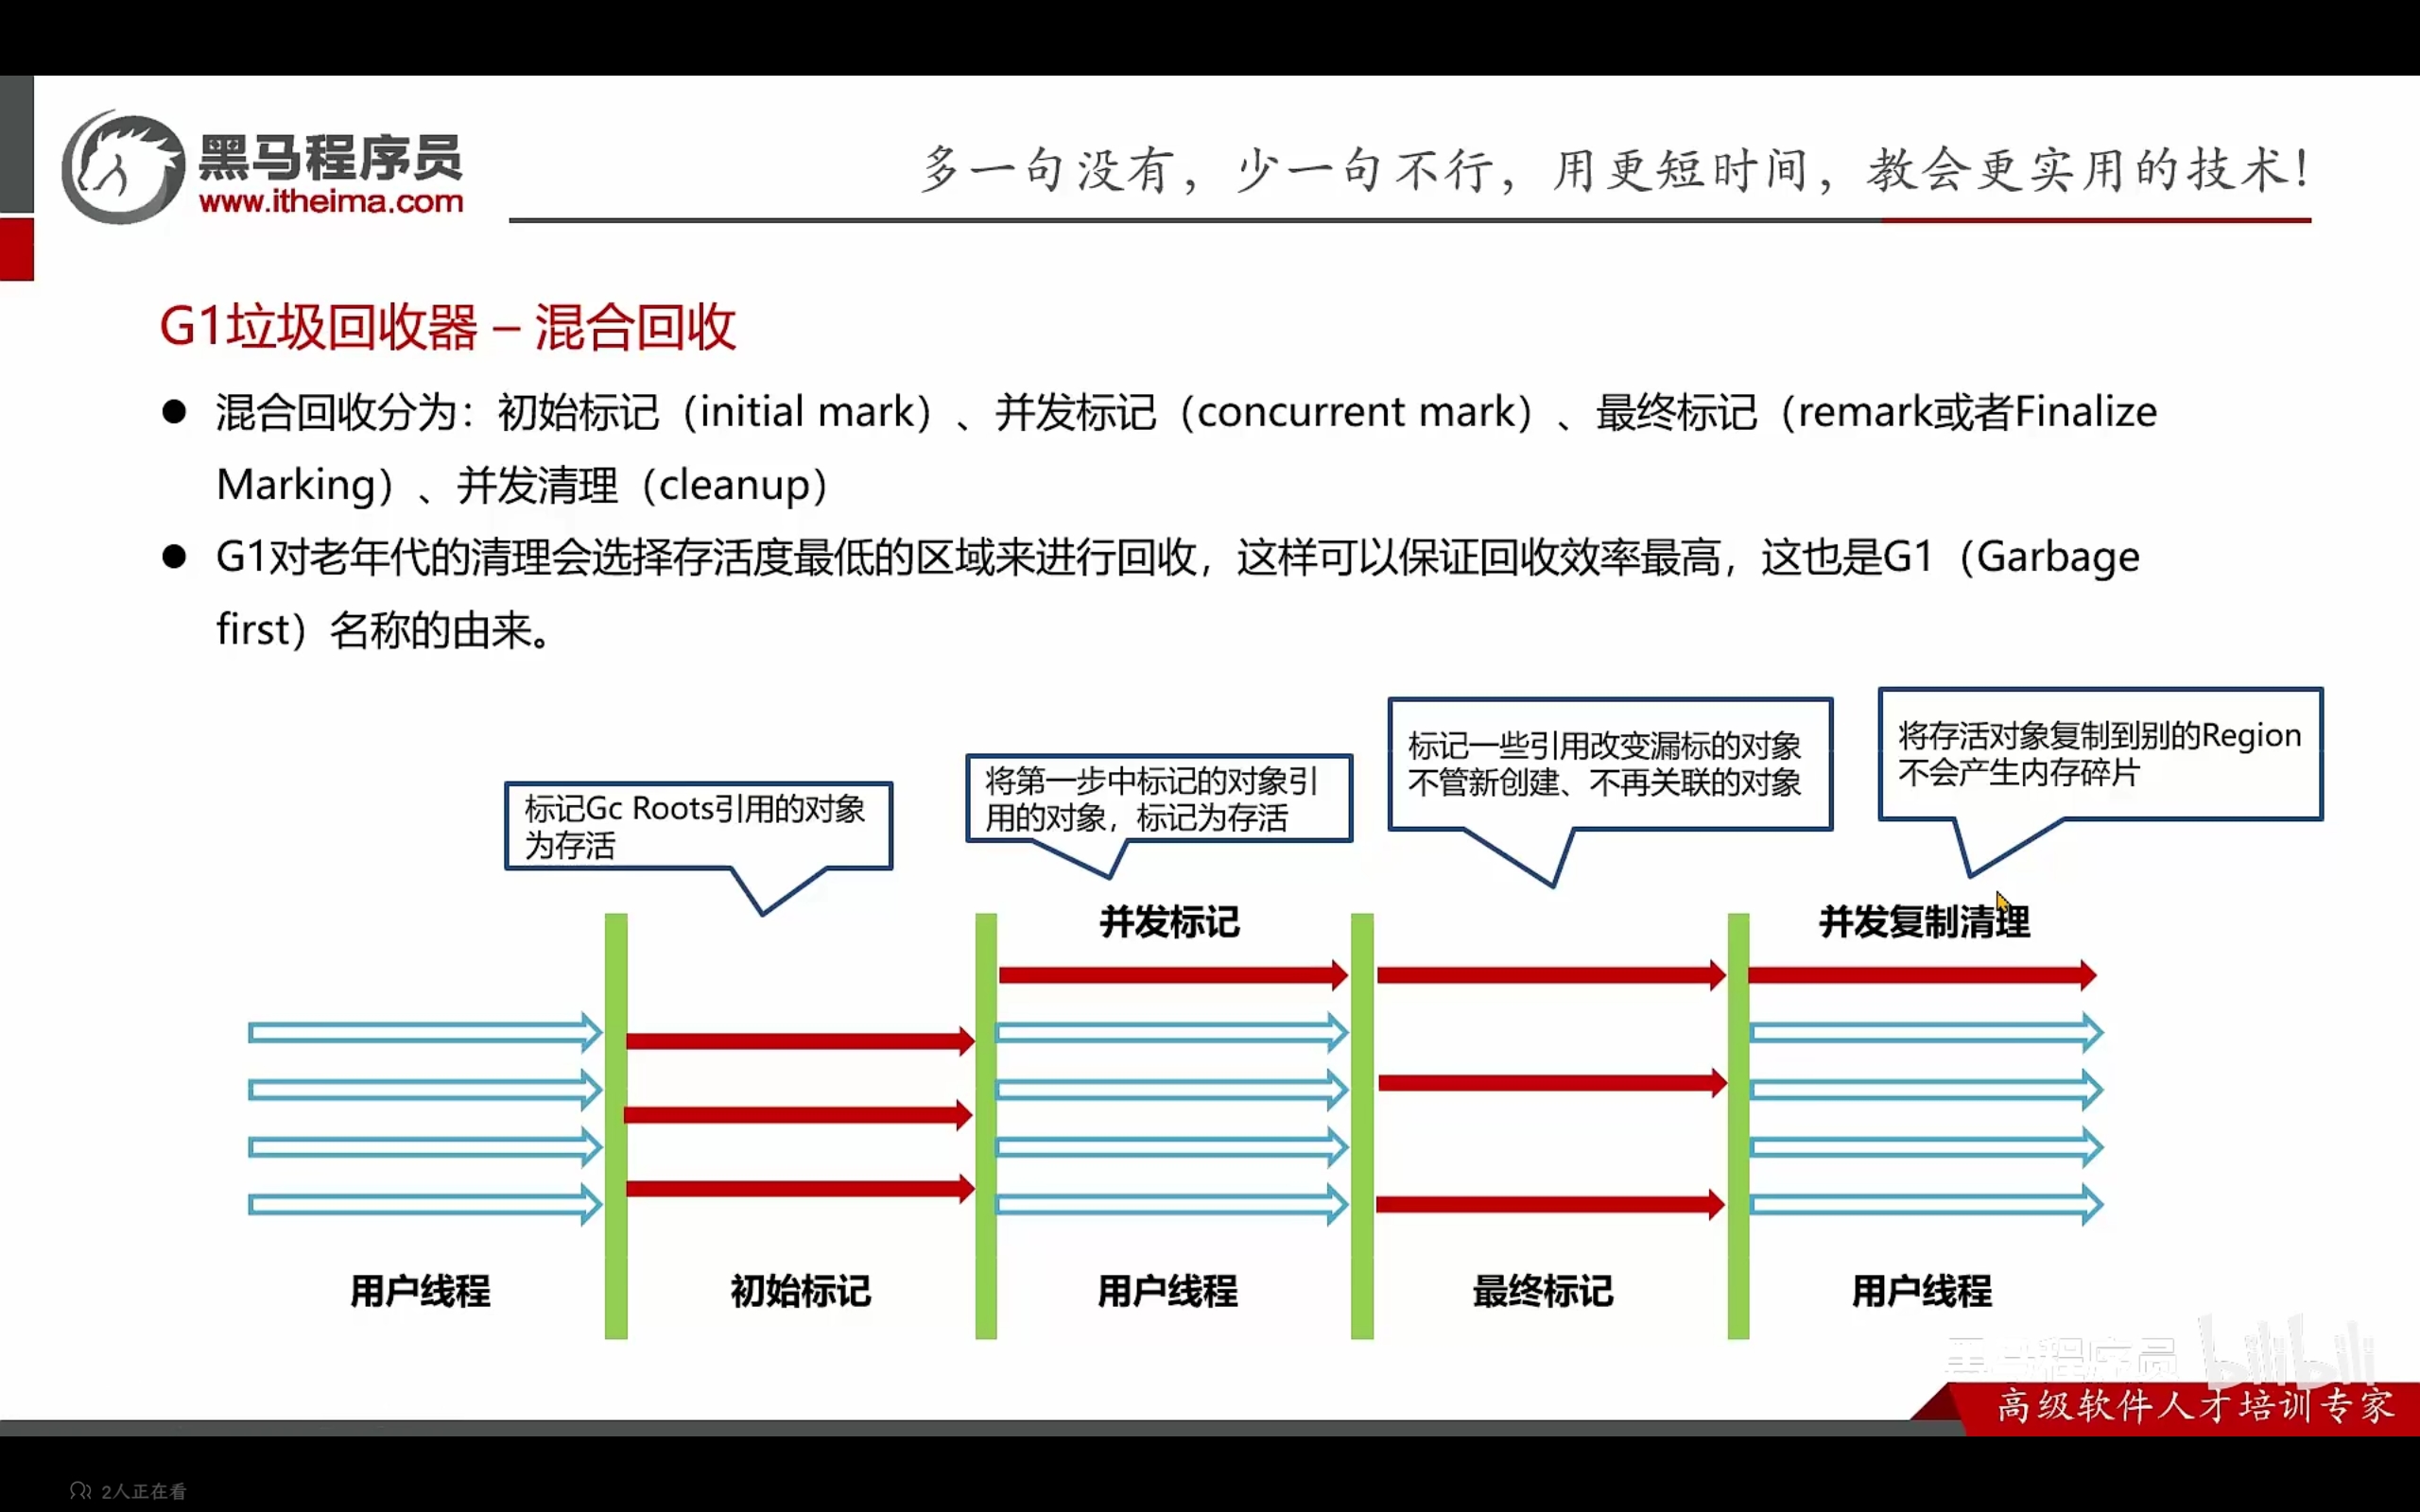 黑马程序员
www.itheima.com
多一句没有，少一句不行，用更短时间，教会更实用的技术！
G1垃圾回收器 – 混合回收
● 混合回收分为：初始标记（initial mark）、并发标记（concurrent mark）、最终标记（remark或者Finalize
Marking）、并发清理（cleanup）
● G1对老年代的清理会选择存活度最低的区域来进行回收，这样可以保证回收效率最高，这也是G1（Garbage
first）名称的由来。
标记Gc Roots引用的对象
为存活
将第一步中标记的对象引
用的对象，标记为存活
标记一些引用改变漏标的对象
不管新创建、不再关联的对象
将存活对象复制到别的Region
不会产生内存碎片
并发标记
并发复制清理
用户线程
初始标记
用户线程
最终标记
用户线程
黑马程序员 bilibili
高级软件人才培训专家
2人正在看